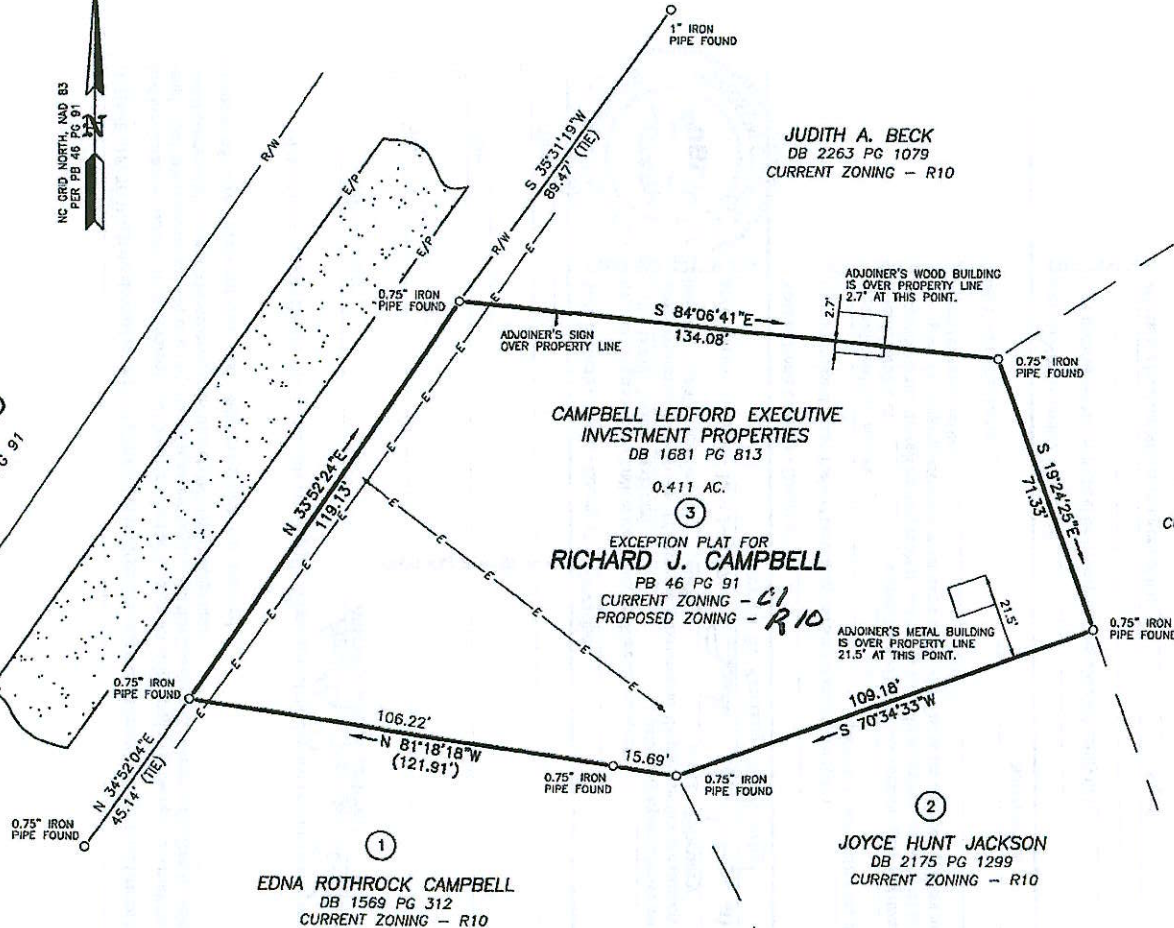 NC GRID NORTH, NAD 83
PER PB 46 PG 91
N
1" IRON
PIPE FOUND
S 35°31'19"W
89.47' (TIE)
R/W
R/W
E/P
E/P
E
E
E
JUDITH A. BECK
DB 2263 PG 1079
CURRENT ZONING - R10
0.75" IRON
PIPE FOUND
ADJOINER'S SIGN
OVER PROPERTY LINE
S 84°06'41"E
134.08'
2.7'
ADJOINER'S WOOD BUILDING
IS OVER PROPERTY LINE
2.7' AT THIS POINT.
0.75" IRON
PIPE FOUND
G 91
CAMPBELL LEDFORD EXECUTIVE
INVESTMENT PROPERTIES
DB 1681 PG 813
0.411 AC.
3
EXCEPTION PLAT FOR
RICHARD J. CAMPBELL
PB 46 PG 91
CURRENT ZONING - C1
PROPOSED ZONING - R10
N 33°52'24"E
119.13'
E
E
E
E
E
E
E
E
E
E
S 19°24'25"E
71.33'
C
21.5'
ADJOINER'S METAL BUILDING
IS OVER PROPERTY LINE
21.5' AT THIS POINT.
0.75" IRON
PIPE FOUND
0.75" IRON
PIPE FOUND
106.22'
N 81°18'18"W
(121.91')
15.69'
0.75" IRON
PIPE FOUND
0.75" IRON
PIPE FOUND
109.18'
S 70°34'33"W
N 34°52'04"E
45.14' (TIE)
0.75" IRON
PIPE FOUND
1
EDNA ROTHROCK CAMPBELL
DB 1569 PG 312
CURRENT ZONING - R10
2
JOYCE HUNT JACKSON
DB 2175 PG 1299
CURRENT ZONING - R10